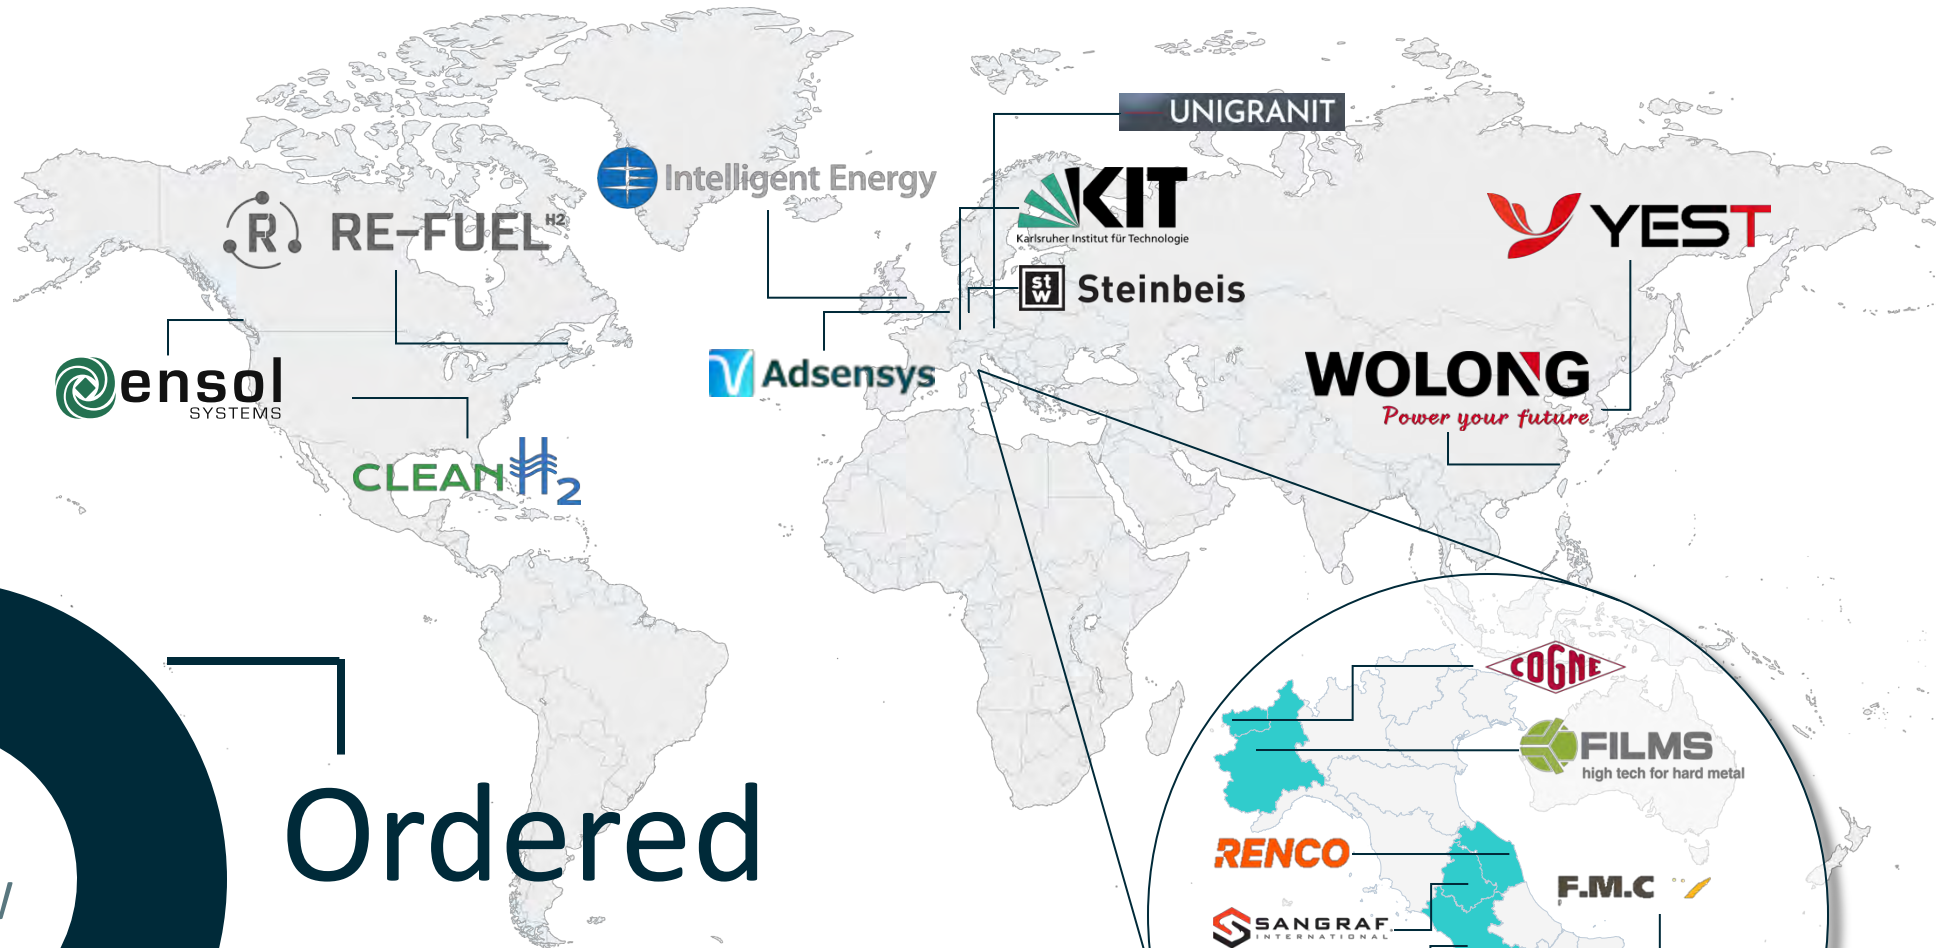 UNIGRANIT
KIT
Karlsruher Institut für Technologie
Intelligent Energy
R RE-FUEL H2
YEST
st
w Steinbeis
ensol
SYSTEMS
Adsensys
WOLONG
Power your future
CLEAN H2
COGNE
FILMS
high tech for hard metal
Ordered
RENCO
F.M.C
SANGRAF
INTERNATIONAL